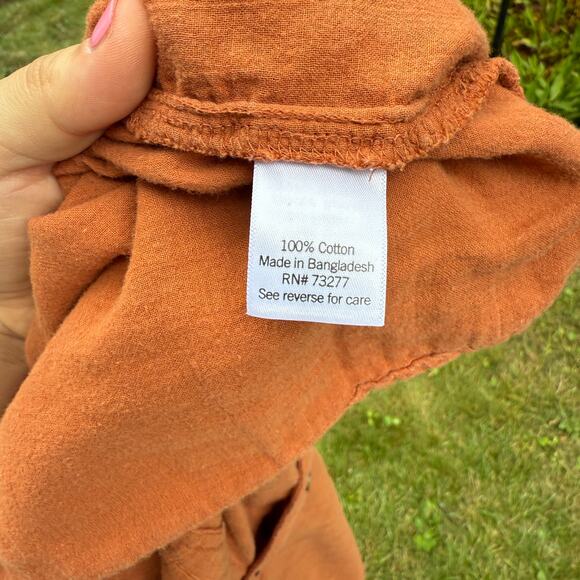 100% Cotton
Made in Bangladesh
RN# 73277
See reverse for care